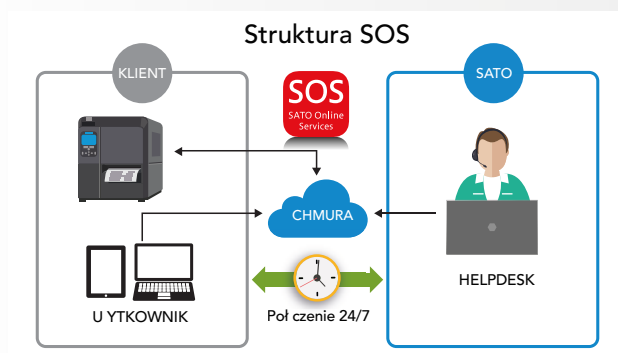 Struktura SOS
KLIENT
SATO
SOS
SATO Online
Services
CHMURA
U YTKOWNIK
Poł czenie 24/7
HELPDESK